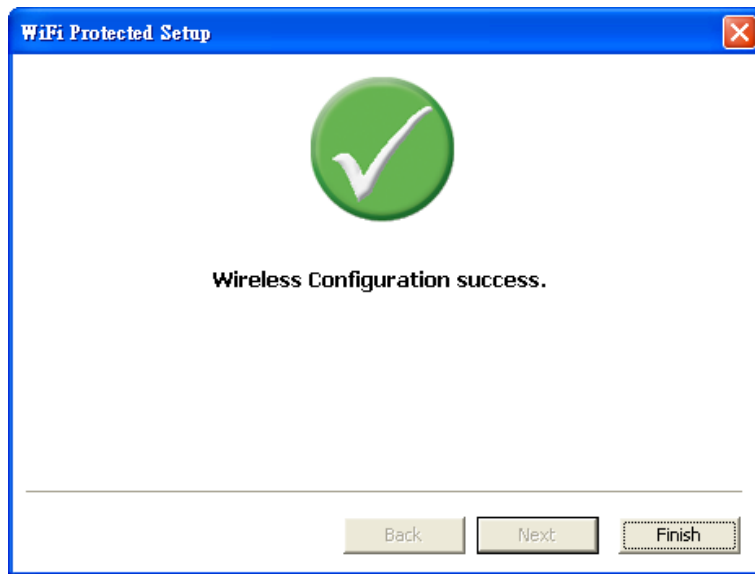 WiFi Protected Setup
Wireless Configuration success.
Back Next Finish